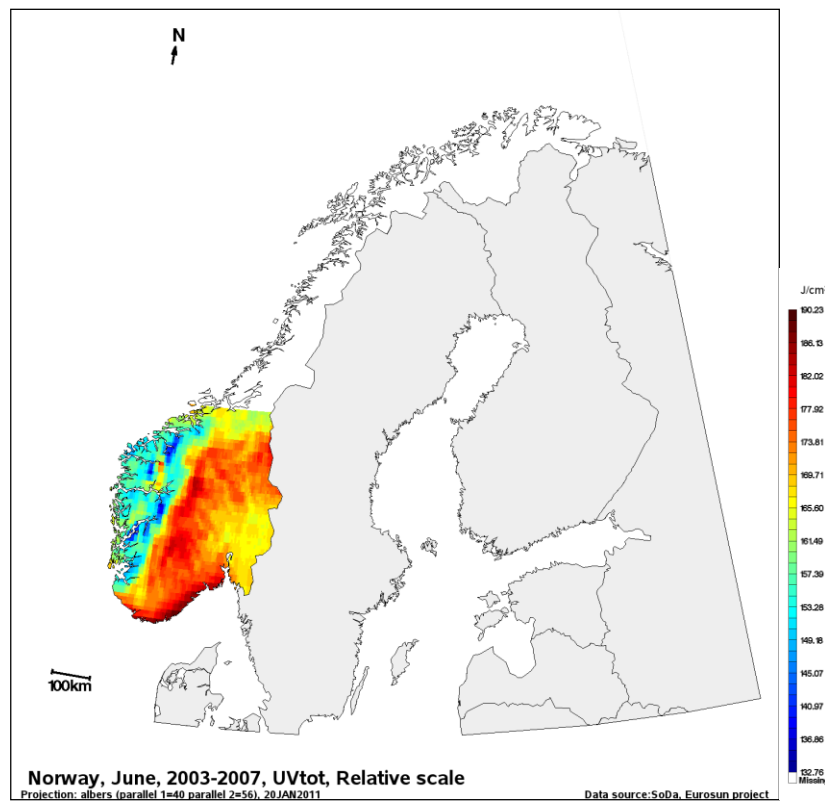 N
J/cm
190.23
186.13
182.02
177.92
173.81
169.71
165.60
161.49
157.39
153.28
149.18
145.07
140.97
136.86
132.76
Missing
100km
Norway, June, 2003-2007, UVtot, Relative scale
Projection: albers (parallel 1=40 parallel 2=56), 20JAN2011
Data source:SoDa, Eurosun project